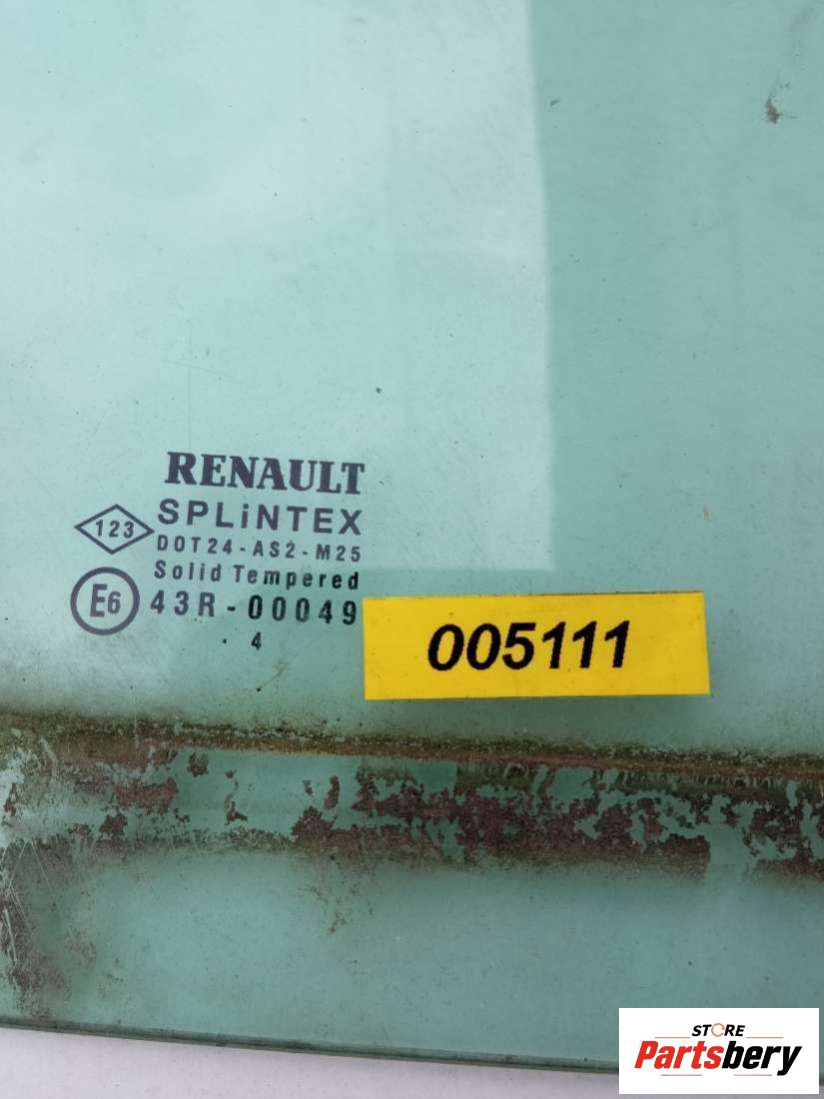 RENAULT
SPLiNTEX
123
DOT24-AS2-M25
Solid Tempered
E6 43R-00049
. 4
005111
STORE
Partsbery